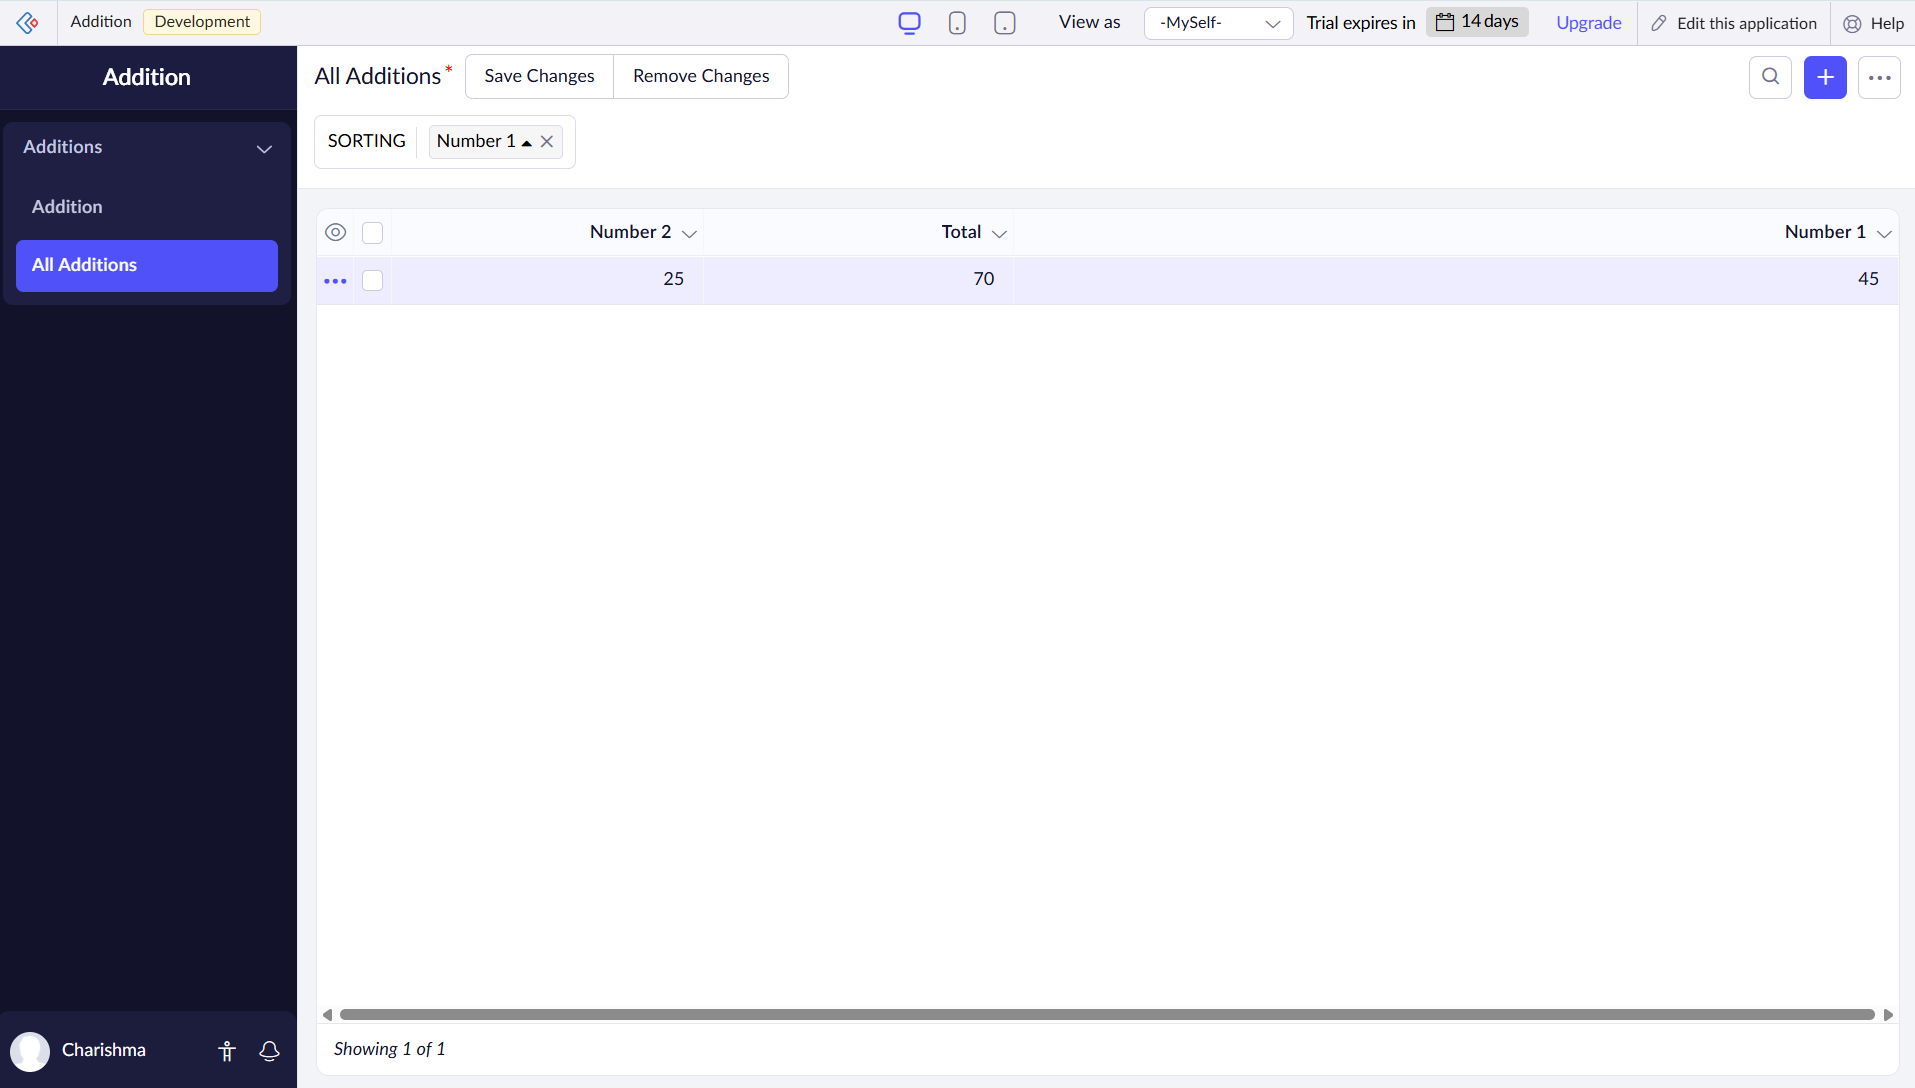 Addition Development View as -MySelf- Trial expires in 14 days Upgrade Edit this application Help
Addition
All Additions * Save Changes Remove Changes
SORTING Number 1
Additions
Addition
All Additions
Number 2 Total Number 1
25 70 45
Showing 1 of 1
Charishma